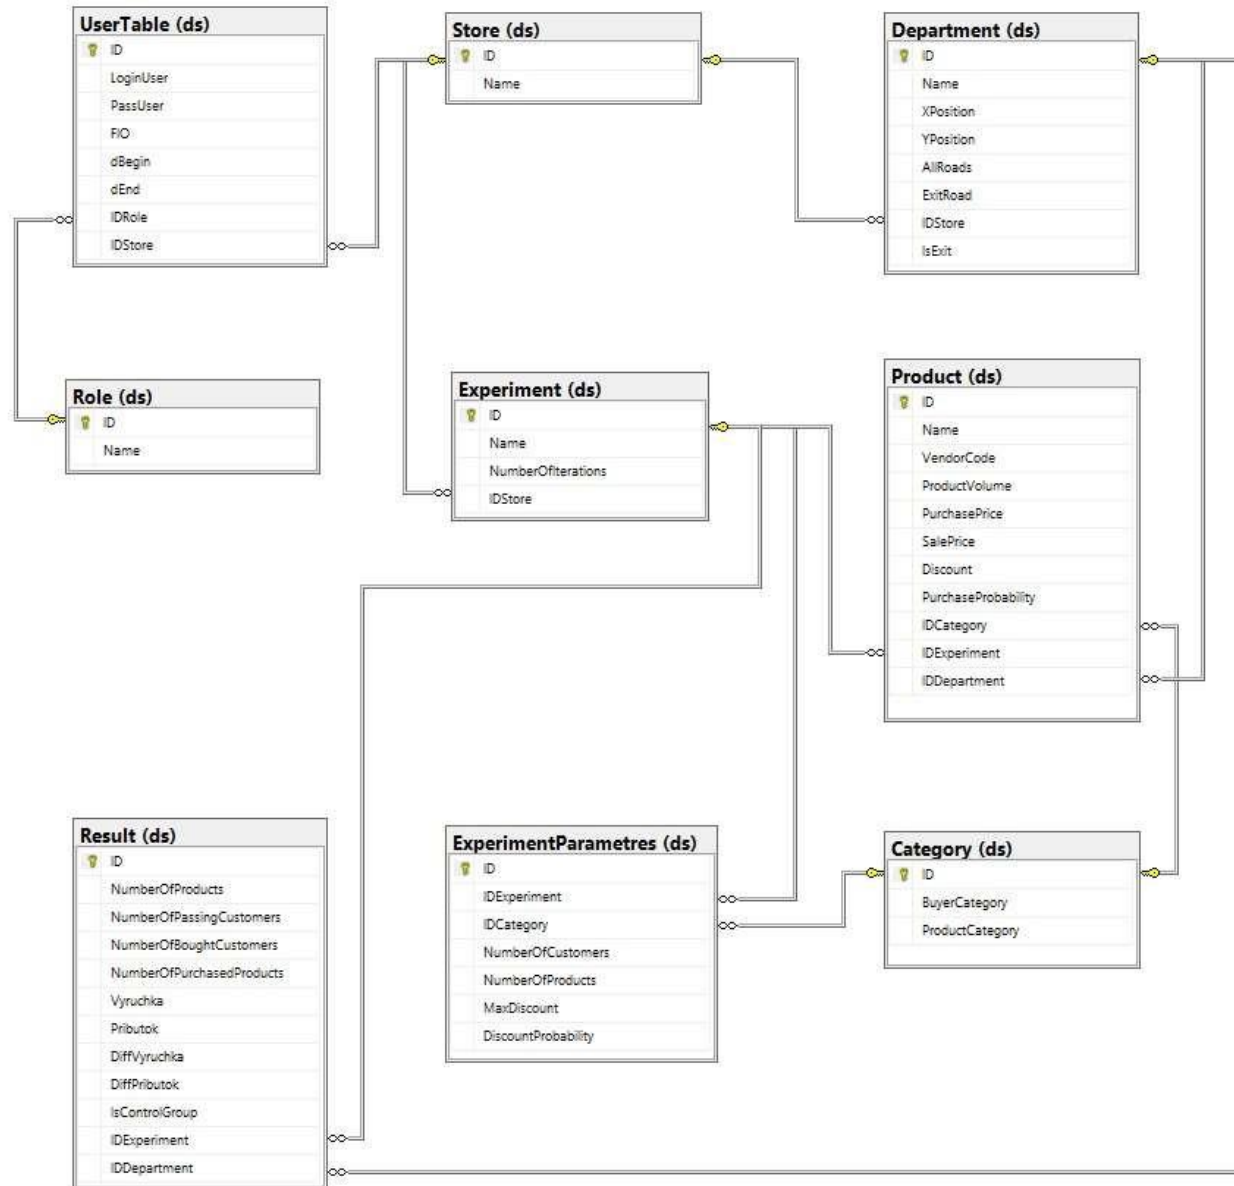 UserTable (ds)
ID
LoginUser
PassUser
FIO
dBegin
dEnd
IDRole
IDStore
Store (ds)
ID
Name
Department (ds)
ID
Name
XPosition
YPosition
AllRoads
ExitRoad
IDStore
IsExit
Role (ds)
ID
Name
Experiment (ds)
ID
Name
NumberOfIterations
IDStore
Product (ds)
ID
Name
VendorCode
ProductVolume
PurchasePrice
SalePrice
Discount
PurchaseProbability
IDCategory
IDExperiment
IDDepartment
Result (ds)
ID
NumberOfProducts
NumberOfPassingCustomers
NumberOfBoughtCustomers
NumberOfPurchasedProducts
Vyruchka
Pributok
DiffVyruchka
DiffPributok
IsControlGroup
IDExperiment
IDDepartment
ExperimentParametres (ds)
ID
IDExperiment
IDCategory
NumberOfCustomers
NumberOfProducts
MaxDiscount
DiscountProbability
Category (ds)
ID
BuyerCategory
ProductCategory